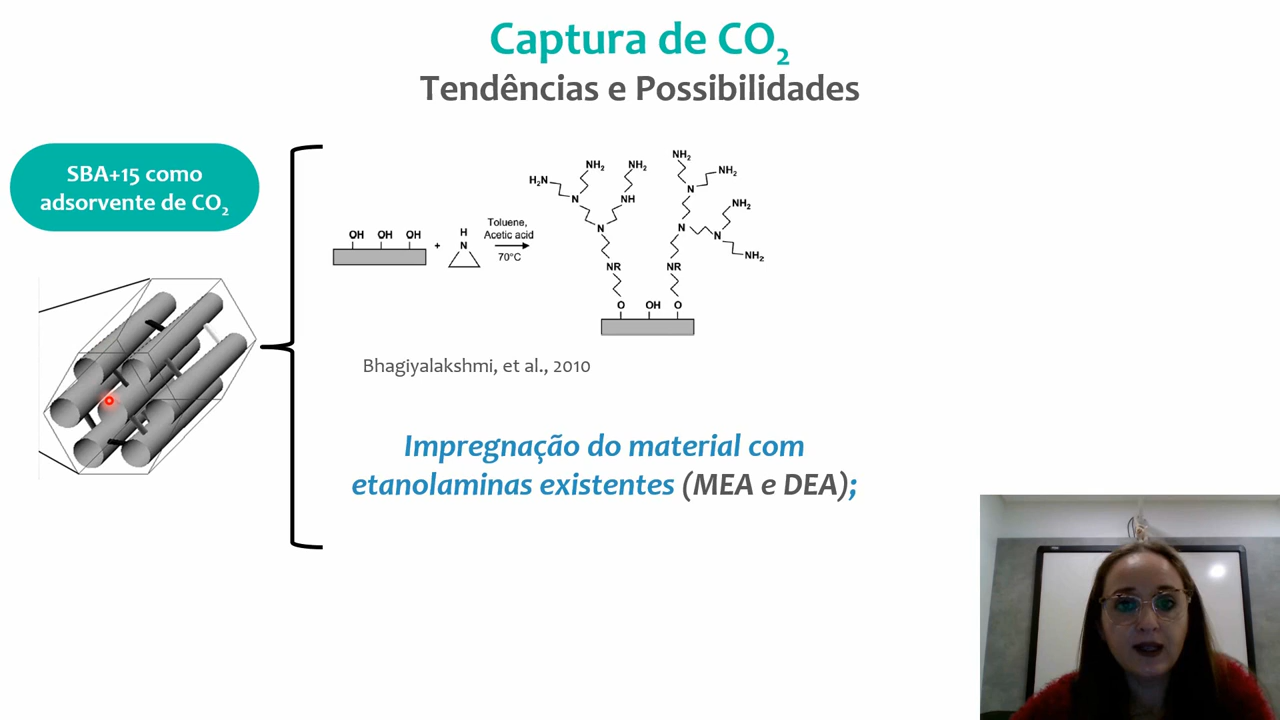 Captura de CO₂
Tendências e Possibilidades
SBA+15 como
adsorvente de CO₂
OH OH OH
+
H
N
Toluene,
Acetic acid
70°C
H₂N
NH₂
NH₂
N
NH
N
NR
O
NH₂
NH₂
N
NH₂
N
N
NH₂
NR
OH
O
Bhagiyalakshmi, et al., 2010
Impregnação do material com
etanolaminas existentes (MEA e DEA);